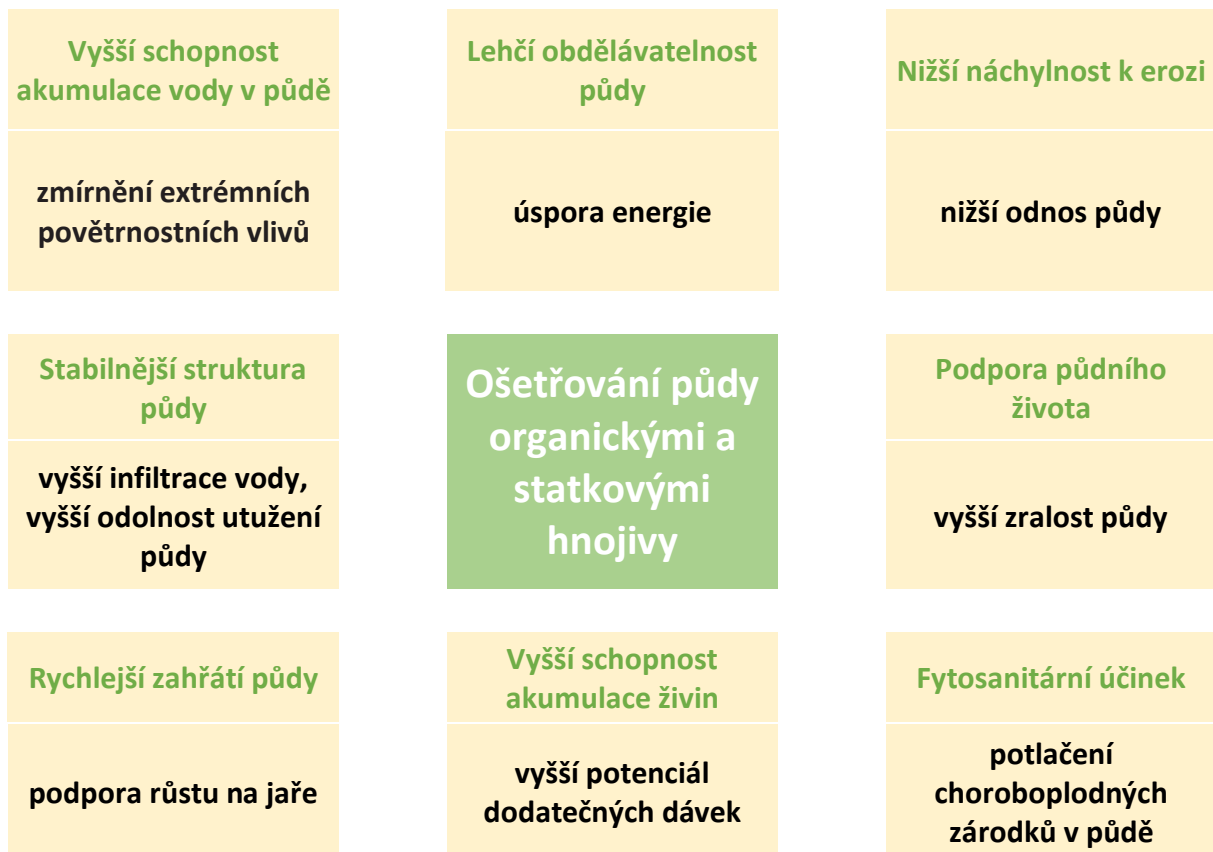 Vyšší schopnost
akumulace vody v půdě
zmírnění extrémních
povětrnostních vlivů
Lehčí obdělávatelnost
půdy
úspora energie
Nižší náchylnost k erozi
nižší odnos půdy
Stabilnější struktura
půdy
vyšší infiltrace vody,
vyšší odolnost utužení
půdy
Ošetřování půdy
organickými a
statkovými
hnojivy
Podpora půdního
života
vyšší zralost půdy
Rychlejší zahřátí půdy
podpora růstu na jaře
Vyšší schopnost
akumulace živin
vyšší potenciál
dodatečných dávek
Fytosanitární účinek
potlačení
choroboplodných
zárodků v půdě